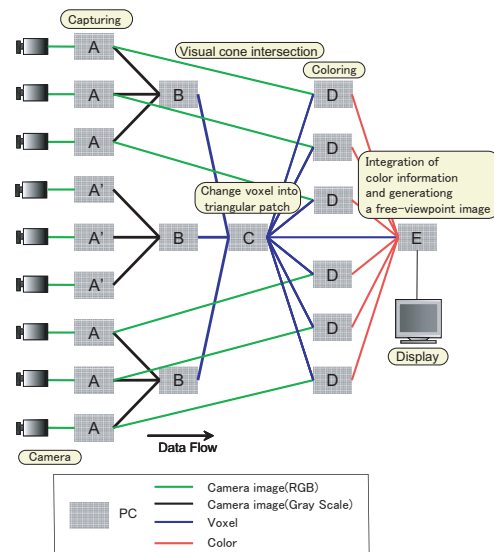 Capturing
Visual cone intersection
Coloring
A
A
A
A'
A'
A'
A
A
A
B
B
B
Change voxel into
triangular patch
C
D
D
D
D
D
D
Integration of
color information
and generationg
a free-viewpoint image
E
Display
Camera
Data Flow
PC
Camera image(RGB)
Camera image(Gray Scale)
Voxel
Color